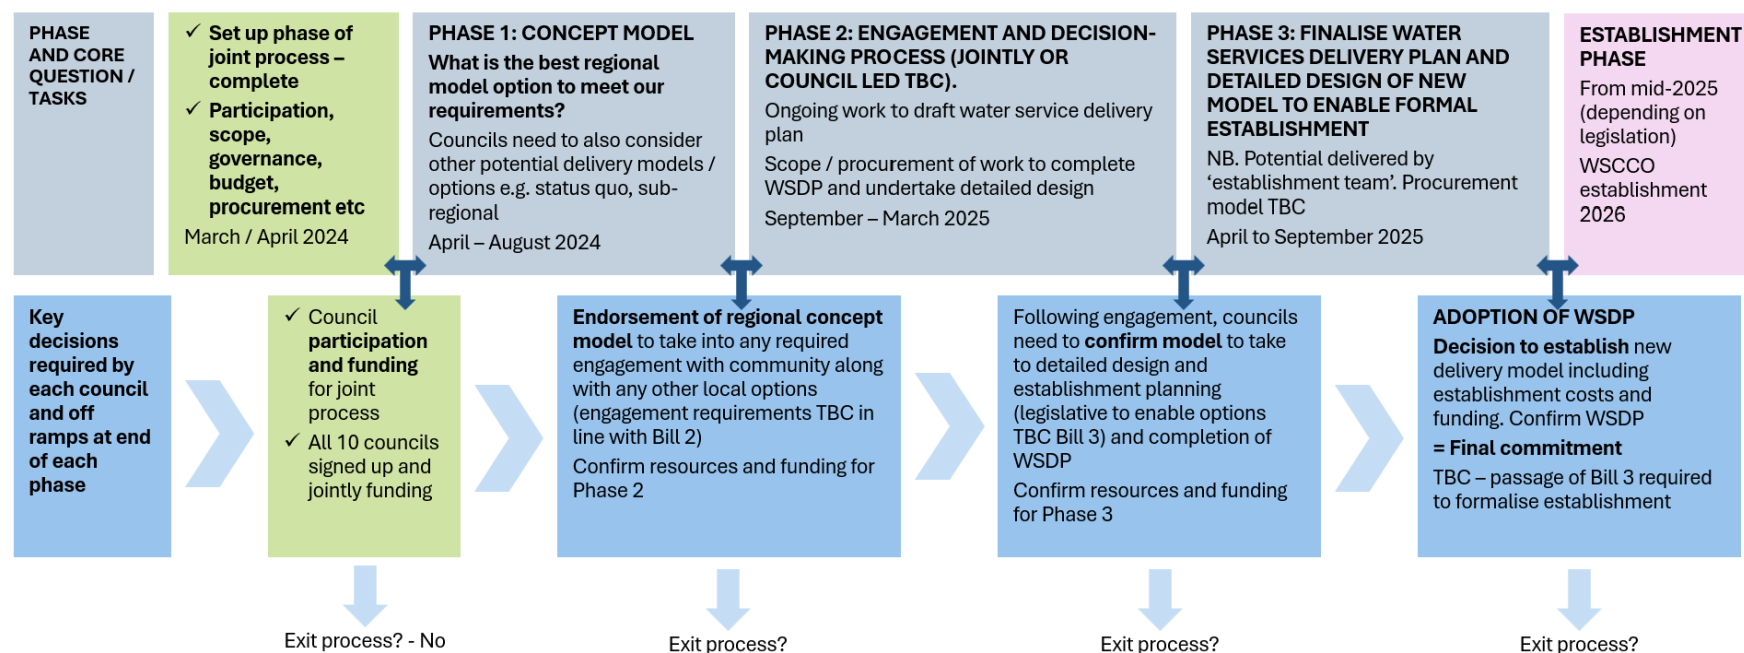 PHASE
AND CORE
QUESTION /
TASKS
✓ Set up phase of
joint process –
complete
✓ Participation,
scope,
governance,
budget,
procurement etc
March / April 2024
PHASE 1: CONCEPT MODEL
What is the best regional
model option to meet our
requirements?
Councils need to also consider
other potential delivery models /
options e.g. status quo, sub-
regional
April – August 2024
PHASE 2: ENGAGEMENT AND DECISION-
MAKING PROCESS (JOINTLY OR
COUNCIL LED TBC).
Ongoing work to draft water service delivery
plan
Scope / procurement of work to complete
WSDP and undertake detailed design
September – March 2025
PHASE 3: FINALISE WATER
SERVICES DELIVERY PLAN AND
DETAILED DESIGN OF NEW
MODEL TO ENABLE FORMAL
ESTABLISHMENT
NB. Potential delivered by
‘establishment team’. Procurement
model TBC
April to September 2025
ESTABLISHMENT
PHASE
From mid-2025
(depending on
legislation)
WSCCO
establishment
2026
Key
decisions
required by
each council
and off
ramps at end
of each
phase
✓ Council
participation
and funding
for joint
process
✓ All 10 councils
signed up and
jointly funding
Endorsement of regional concept
model to take into any required
engagement with community along
with any other local options
(engagement requirements TBC in
line with Bill 2)
Confirm resources and funding for
Phase 2
Following engagement, councils
need to confirm model to take
to detailed design and
establishment planning
(legislative to enable options
TBC Bill 3) and completion of
WSDP
Confirm resources and funding
for Phase 3
ADOPTION OF WSDP
Decision to establish new
delivery model including
establishment costs and
funding. Confirm WSDP
= Final commitment
TBC – passage of Bill 3 required
to formalise establishment
Exit process? - No
Exit process?
Exit process?
Exit process?